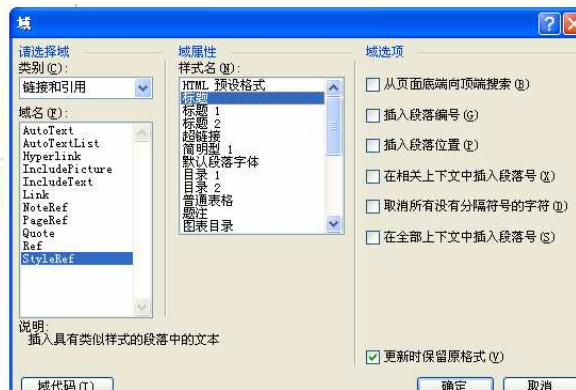 域
请选择域
类别(C):
链接和引用
域名(F):
AutoText
AutoTextList
Hyperlink
IncludePicture
IncludeText
Link
NoteRef
PageRef
Quote
Ref
StyleRef
域属性
样式名(N):
HTML 预设格式
标题
标题 1
标题 2
超链接
简明型 1
默认段落字体
目录 1
目录 2
普通表格
题注
图表目录
域选项
从页面底端向顶端搜索(B)
插入段落编号(G)
插入段落位置(P)
在相关上下文中插入段落号(X)
取消所有没有分隔符号的字符(D)
在全部上下文中插入段落号(S)
说明:
插入具有类似样式的段落中的文本
更新时保留原格式(V)
域代码(I)
确定
取消